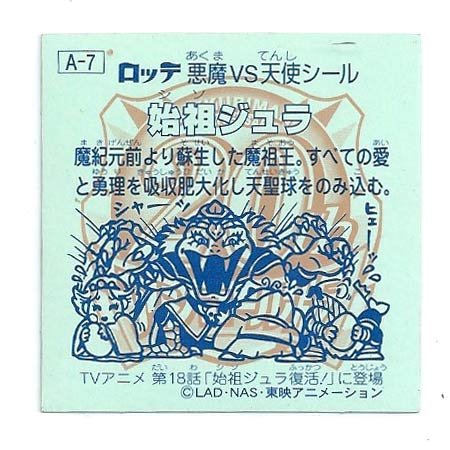 A-7
ロッテ 悪魔VS天使シール
始祖ジュラ
魔紀元前より蘇生した魔祖王。すべての愛
と勇理を吸収肥大化し天聖球をのみ込む。
シャーッ
ヒェーッ
TVアニメ 第18話「始祖ジュラ復活!」に登場
©LAD・NAS・東映アニメーション